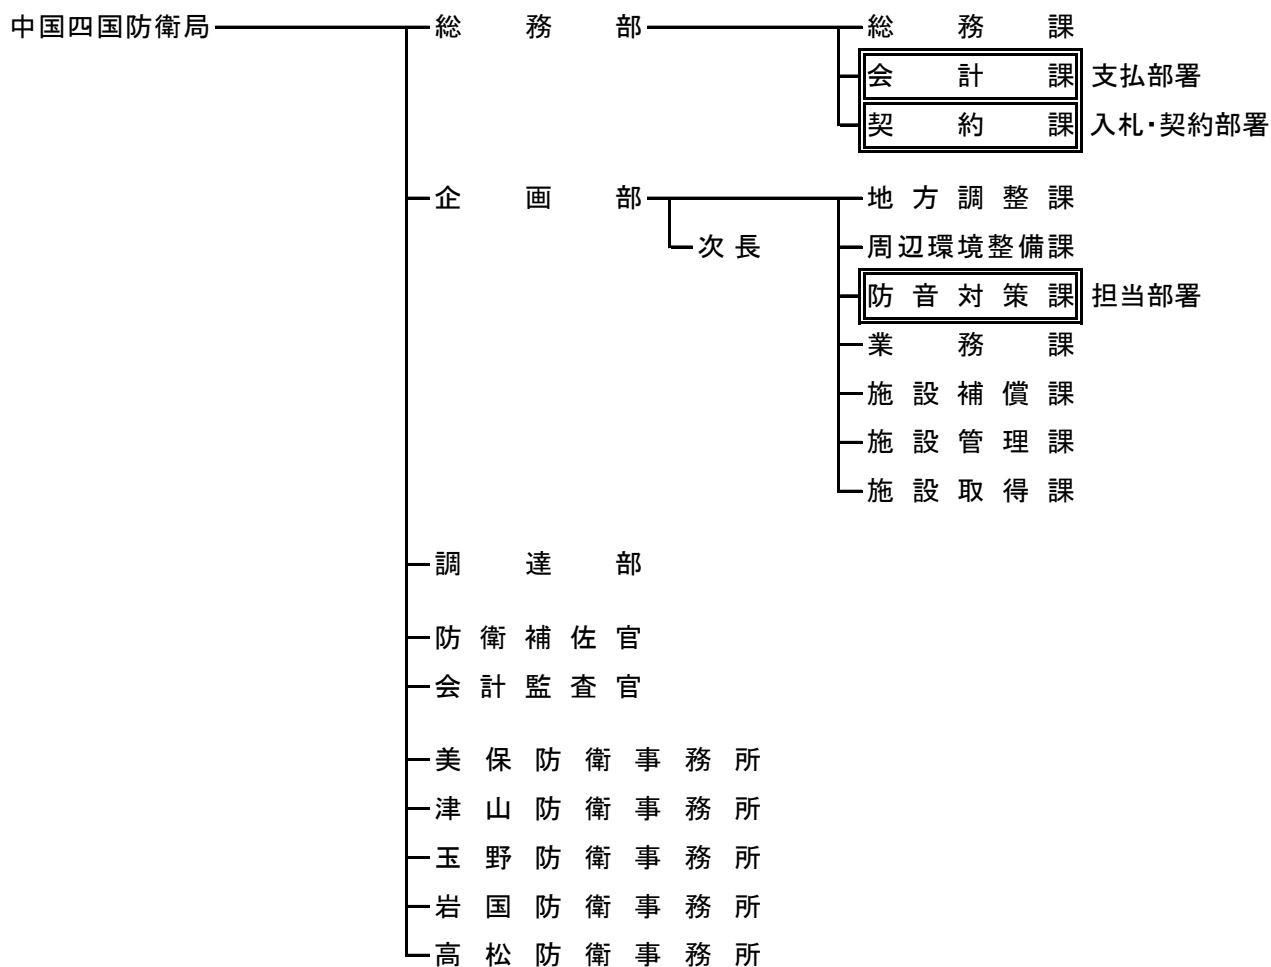 中国四国防衛局 総務部 総務課
会計課 支払部署
契約課 入札・契約部署
企画部 地方調整課
次長 周辺環境整備課
防音対策課 担当部署
業務課
施設補償課
施設管理課
施設取得課
調達部
防衛補佐官
会計監査官
美保防衛事務所
津山防衛事務所
玉野防衛事務所
岩国防衛事務所
高松防衛事務所